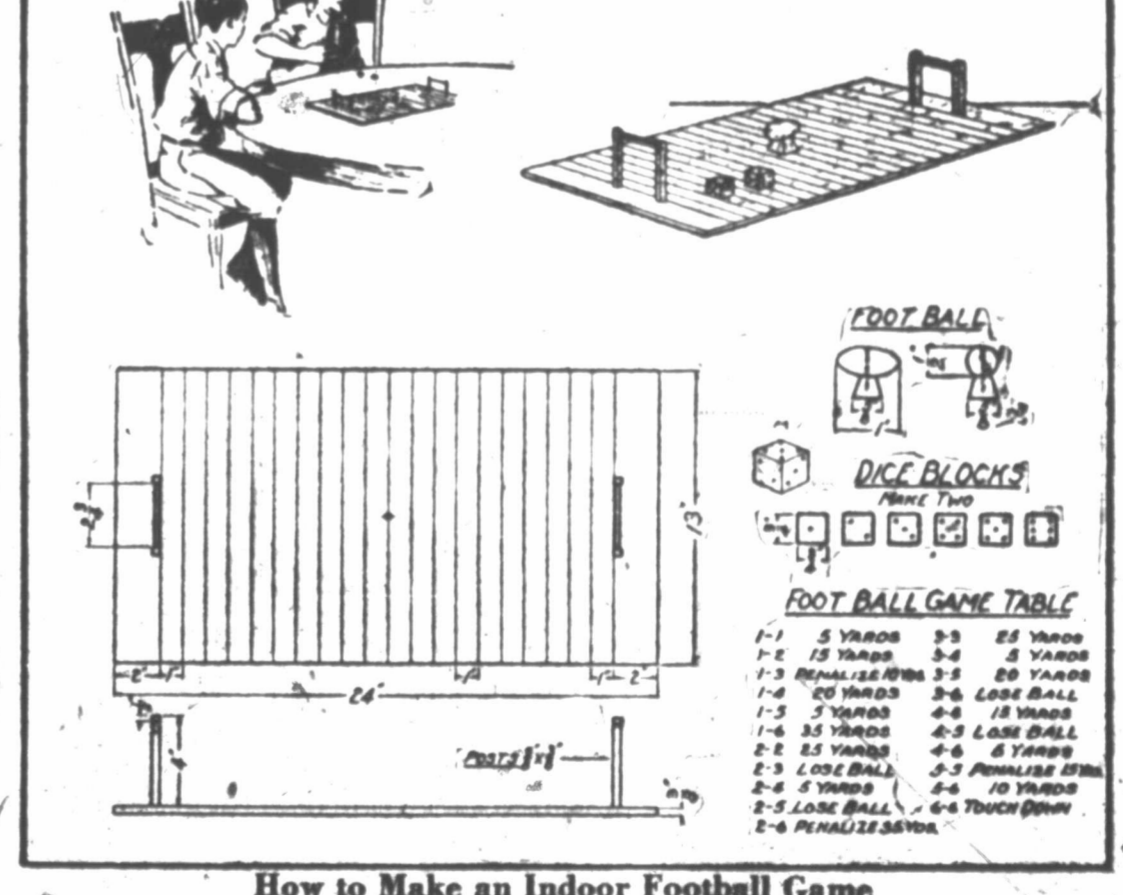 FOOT BALL
1"
DICE BLOCKS
MAKE TWO
13"
FOOT BALL GAME TABLE
1-1 5 YARDS 3-3 25 YARDS
1-2 15 YARDS 3-4 5 YARDS
1-3 PENALIZE 10 YDS. 3-5 20 YARDS
1-4 20 YARDS 3-6 LOSE BALL
1-5 5 YARDS 4-4 15 YARDS
1-6 35 YARDS 4-5 LOSE BALL
2-2 25 YARDS 4-6 5 YARDS
2-3 LOSE BALL 5-5 PENALIZE 15 YDS.
2-4 5 YARDS 5-6 10 YARDS
2-5 LOSE BALL 6-6 TOUCH DOWN
2-6 PENALIZE 35 YDS.
2" 1" 1" 1" 2"
24"
4"
POSTS
How to Make an Indoor Football Game